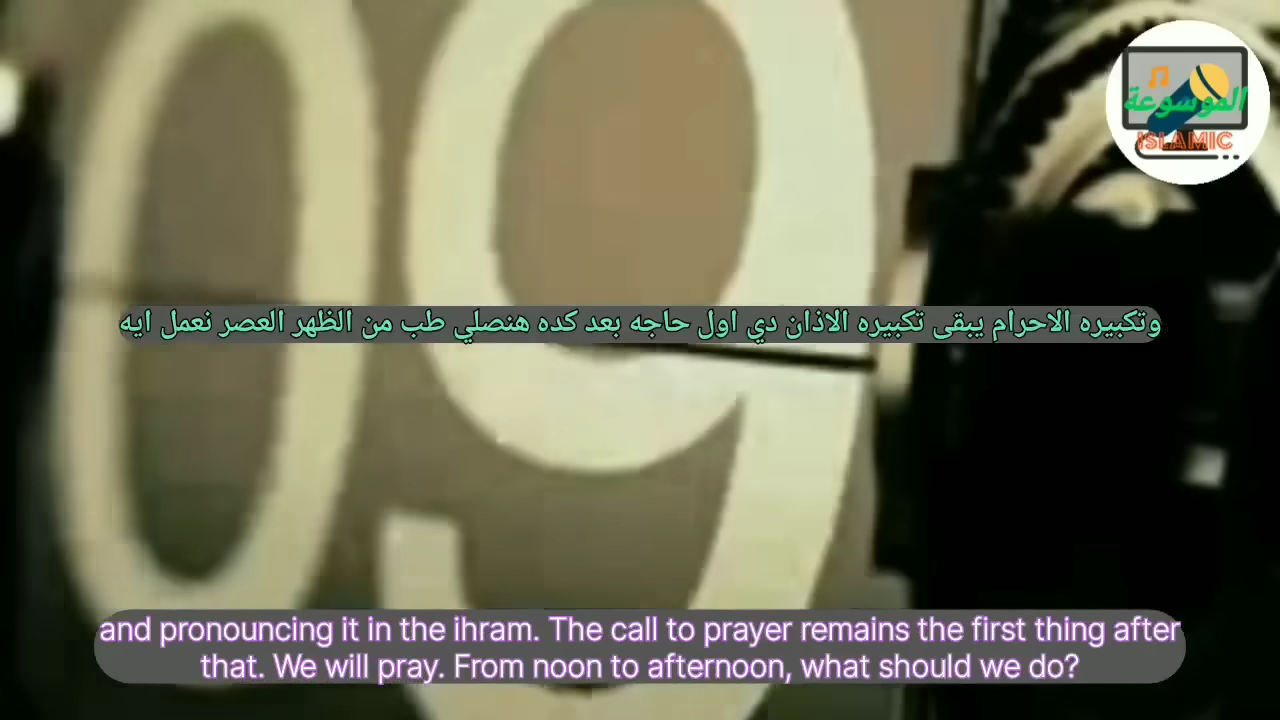 09
الموسوعة
ISLAMIC
وتكبيره الاحرام يبقى تكبيره الاذان دي اول حاجه بعد كده هنصلي طب من الظهر العصر نعمل ايه
and pronouncing it in the ihram. The call to prayer remains the first thing after
that. We will pray. From noon to afternoon, what should we do?